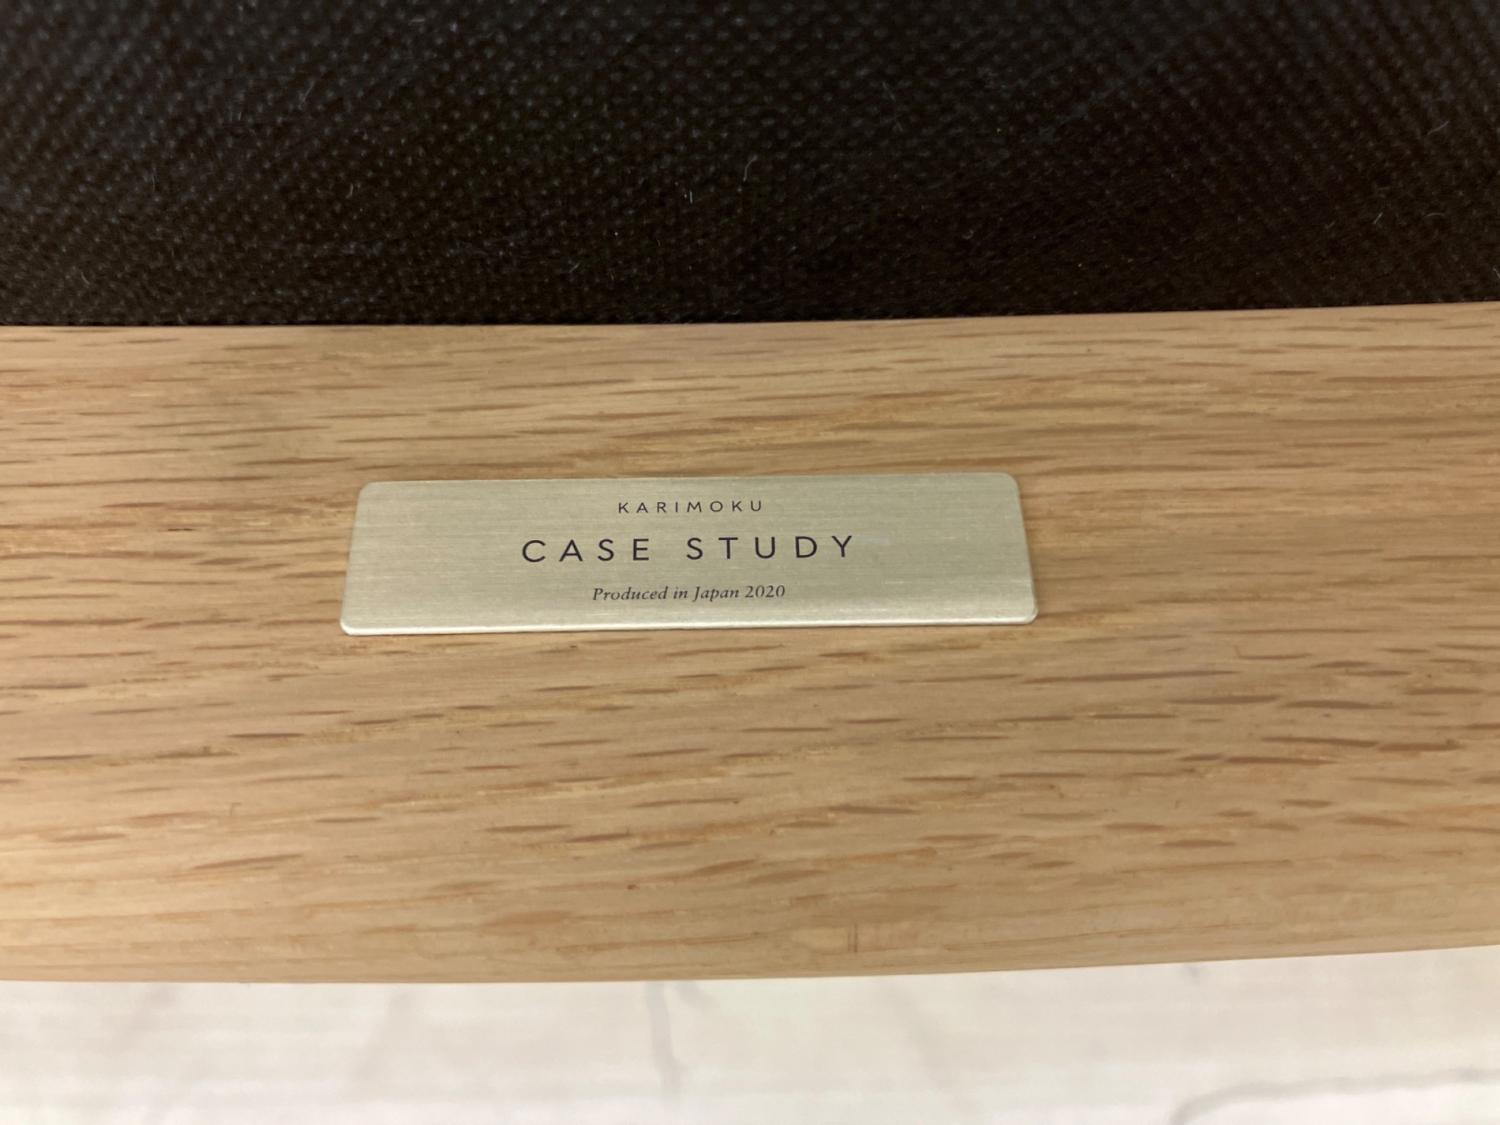 KARIMOKU
CASE STUDY
Produced in Japan 2020